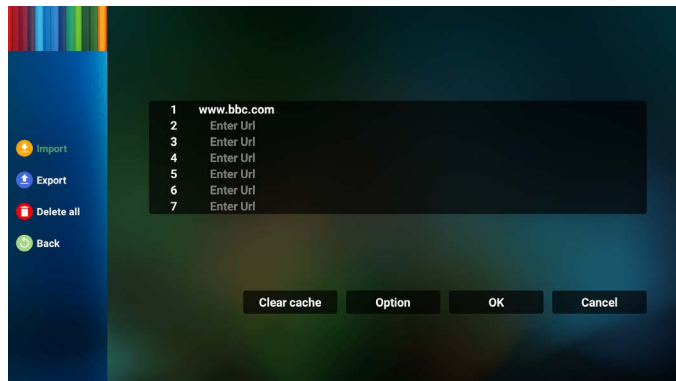 1 www.bbc.com
2 Enter Url
3 Enter Url
4 Enter Url
5 Enter Url
6 Enter Url
7 Enter Url
Import
Export
Delete all
Back
Clear cache Option OK Cancel